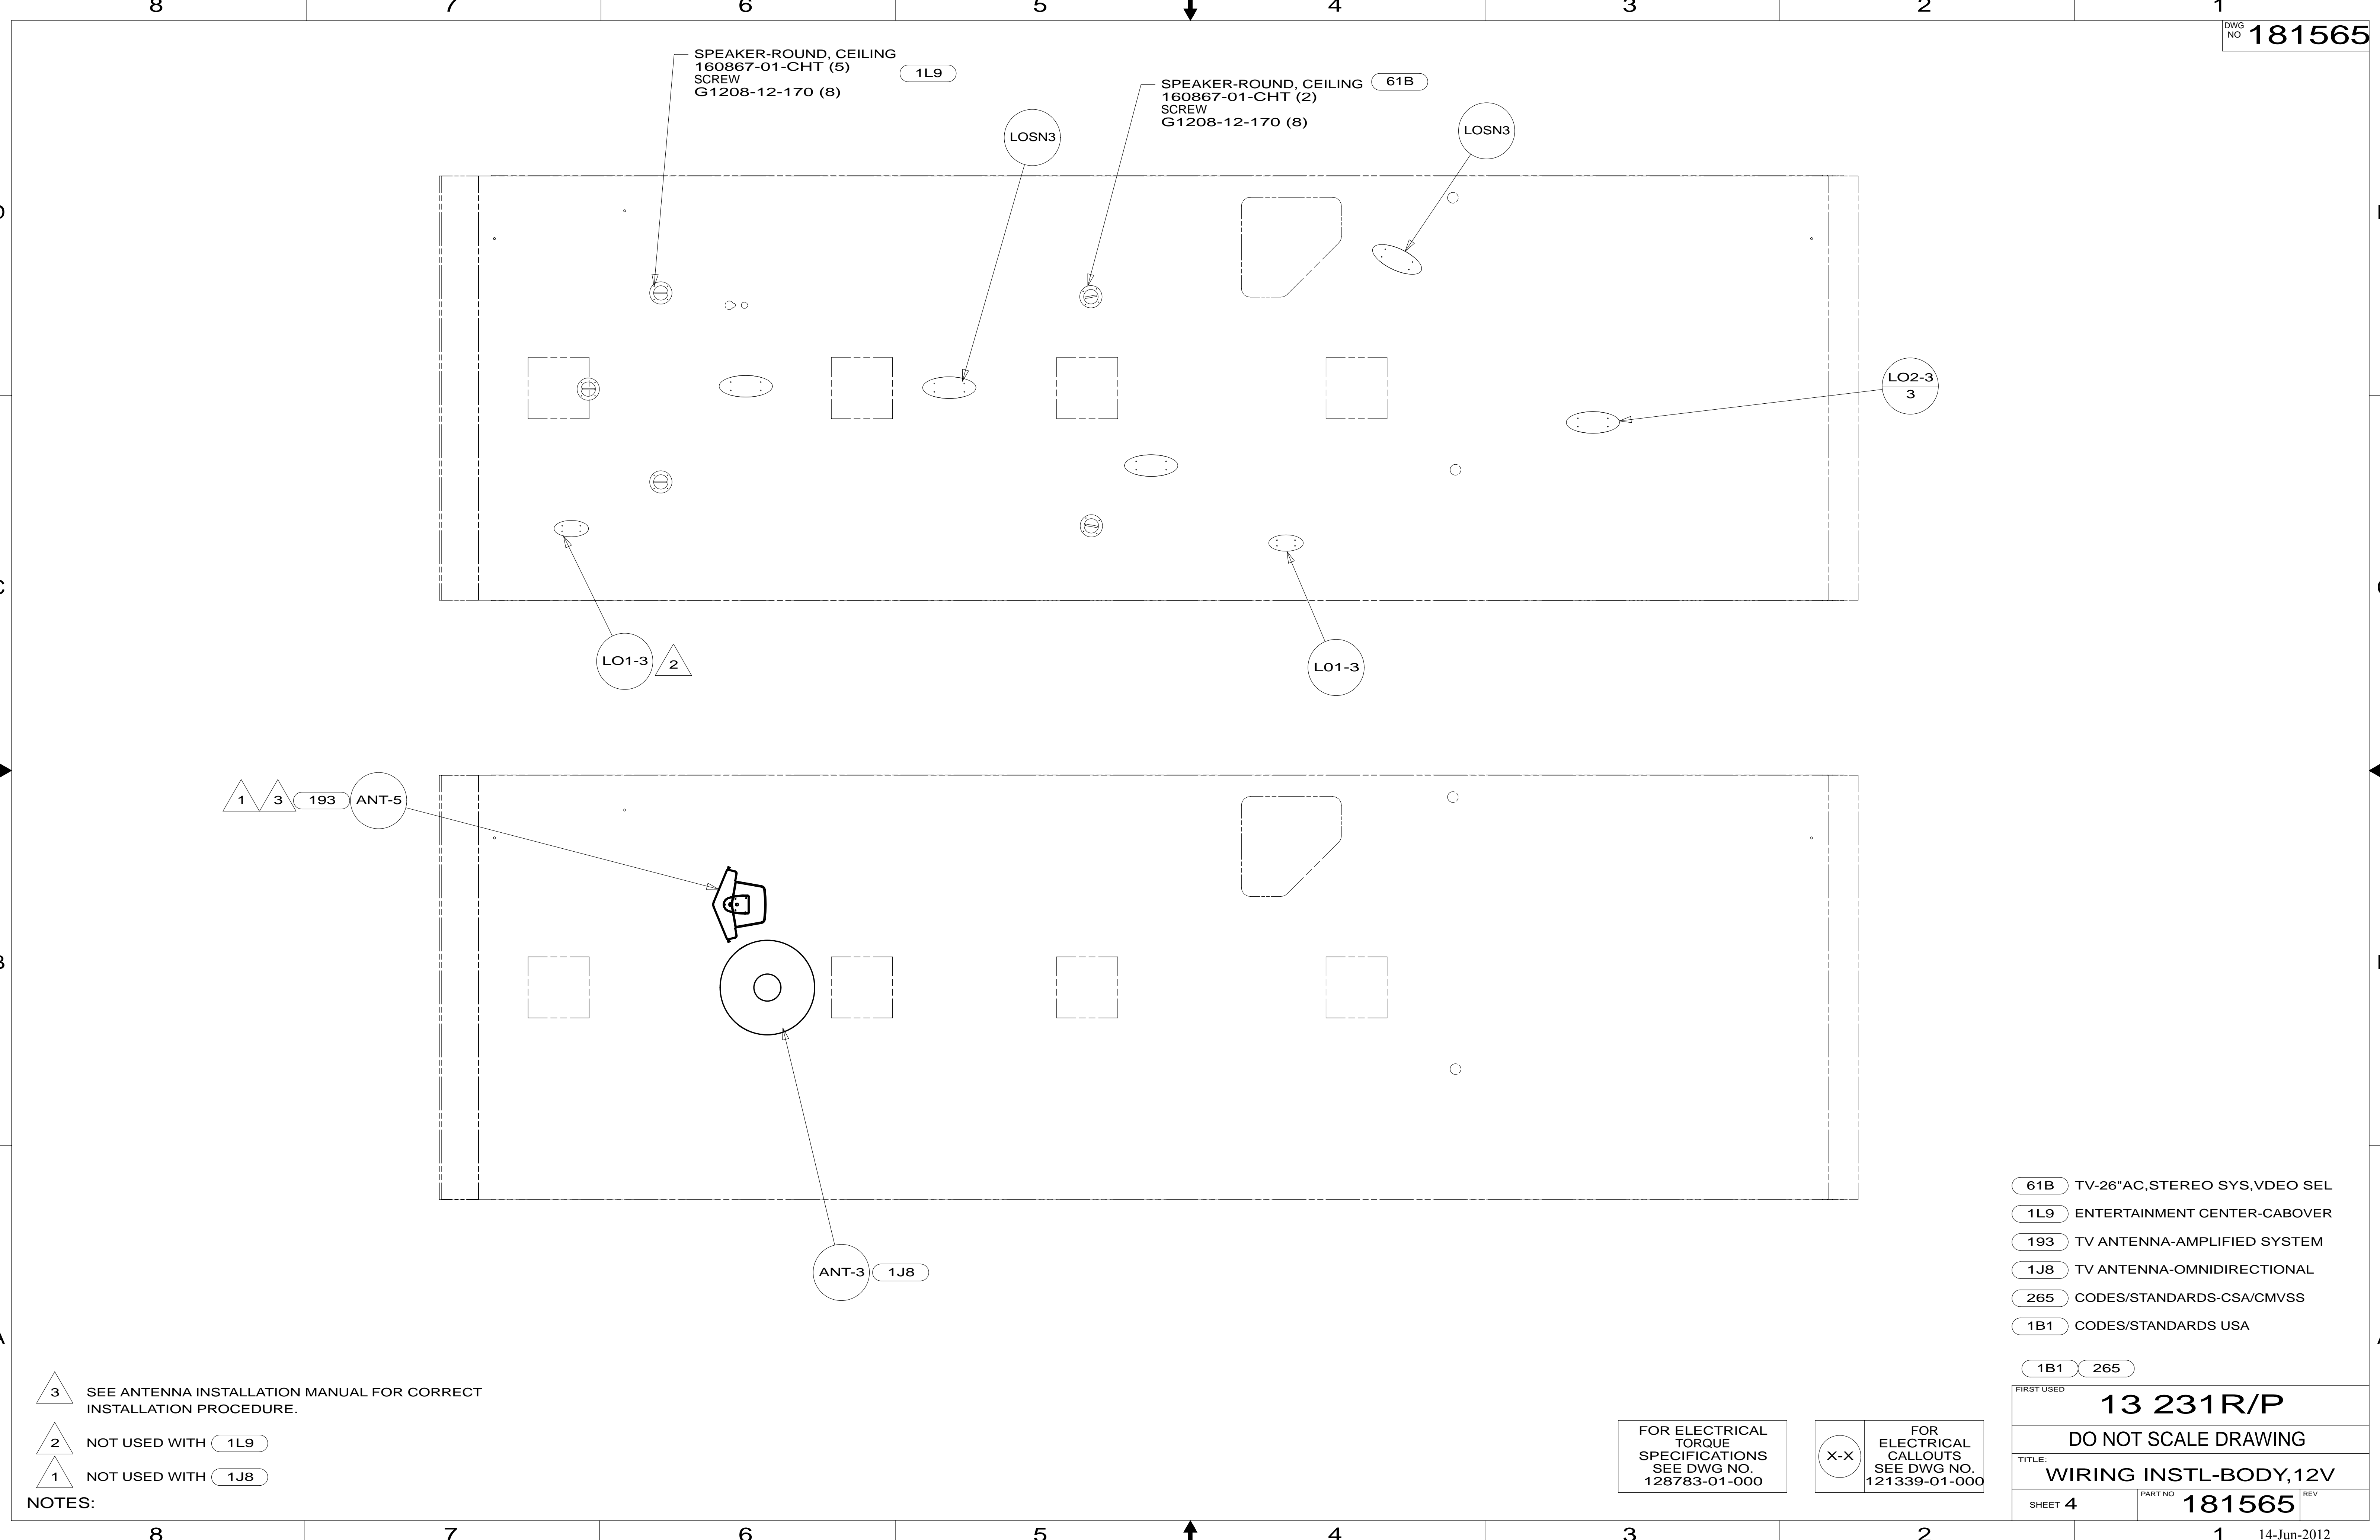 8 7 6 5 4 3 2 1
DWG
NO 181565
SPEAKER-ROUND, CEILING
160867-01-CHT (5)
SCREW
G1208-12-170 (8)
1L9
SPEAKER-ROUND, CEILING
160867-01-CHT (2)
SCREW
G1208-12-170 (8)
61B
LOSN3
LOSN3
LO2-3
3
C
LO1-3
2
L01-3
1 3 193 ANT-5
B
ANT-3 1J8
61B TV-26"AC,STEREO SYS,VDEO SEL
1L9 ENTERTAINMENT CENTER-CABOVER
193 TV ANTENNA-AMPLIFIED SYSTEM
1J8 TV ANTENNA-OMNIDIRECTIONAL
265 CODES/STANDARDS-CSA/CMVSS
1B1 CODES/STANDARDS USA
1B1 265
A
3 SEE ANTENNA INSTALLATION MANUAL FOR CORRECT
INSTALLATION PROCEDURE.
2 NOT USED WITH 1L9
1 NOT USED WITH 1J8
NOTES:
FOR ELECTRICAL
TORQUE
SPECIFICATIONS
SEE DWG NO.
128783-01-000
X-X
FOR
ELECTRICAL
CALLOUTS
SEE DWG NO.
121339-01-000
FIRST USED
13 231R/P
DO NOT SCALE DRAWING
TITLE:
WIRING INSTL-BODY,12V
SHEET 4
PART NO 181565
REV
8 7 6 5 4 3 2 1
14-Jun-2012